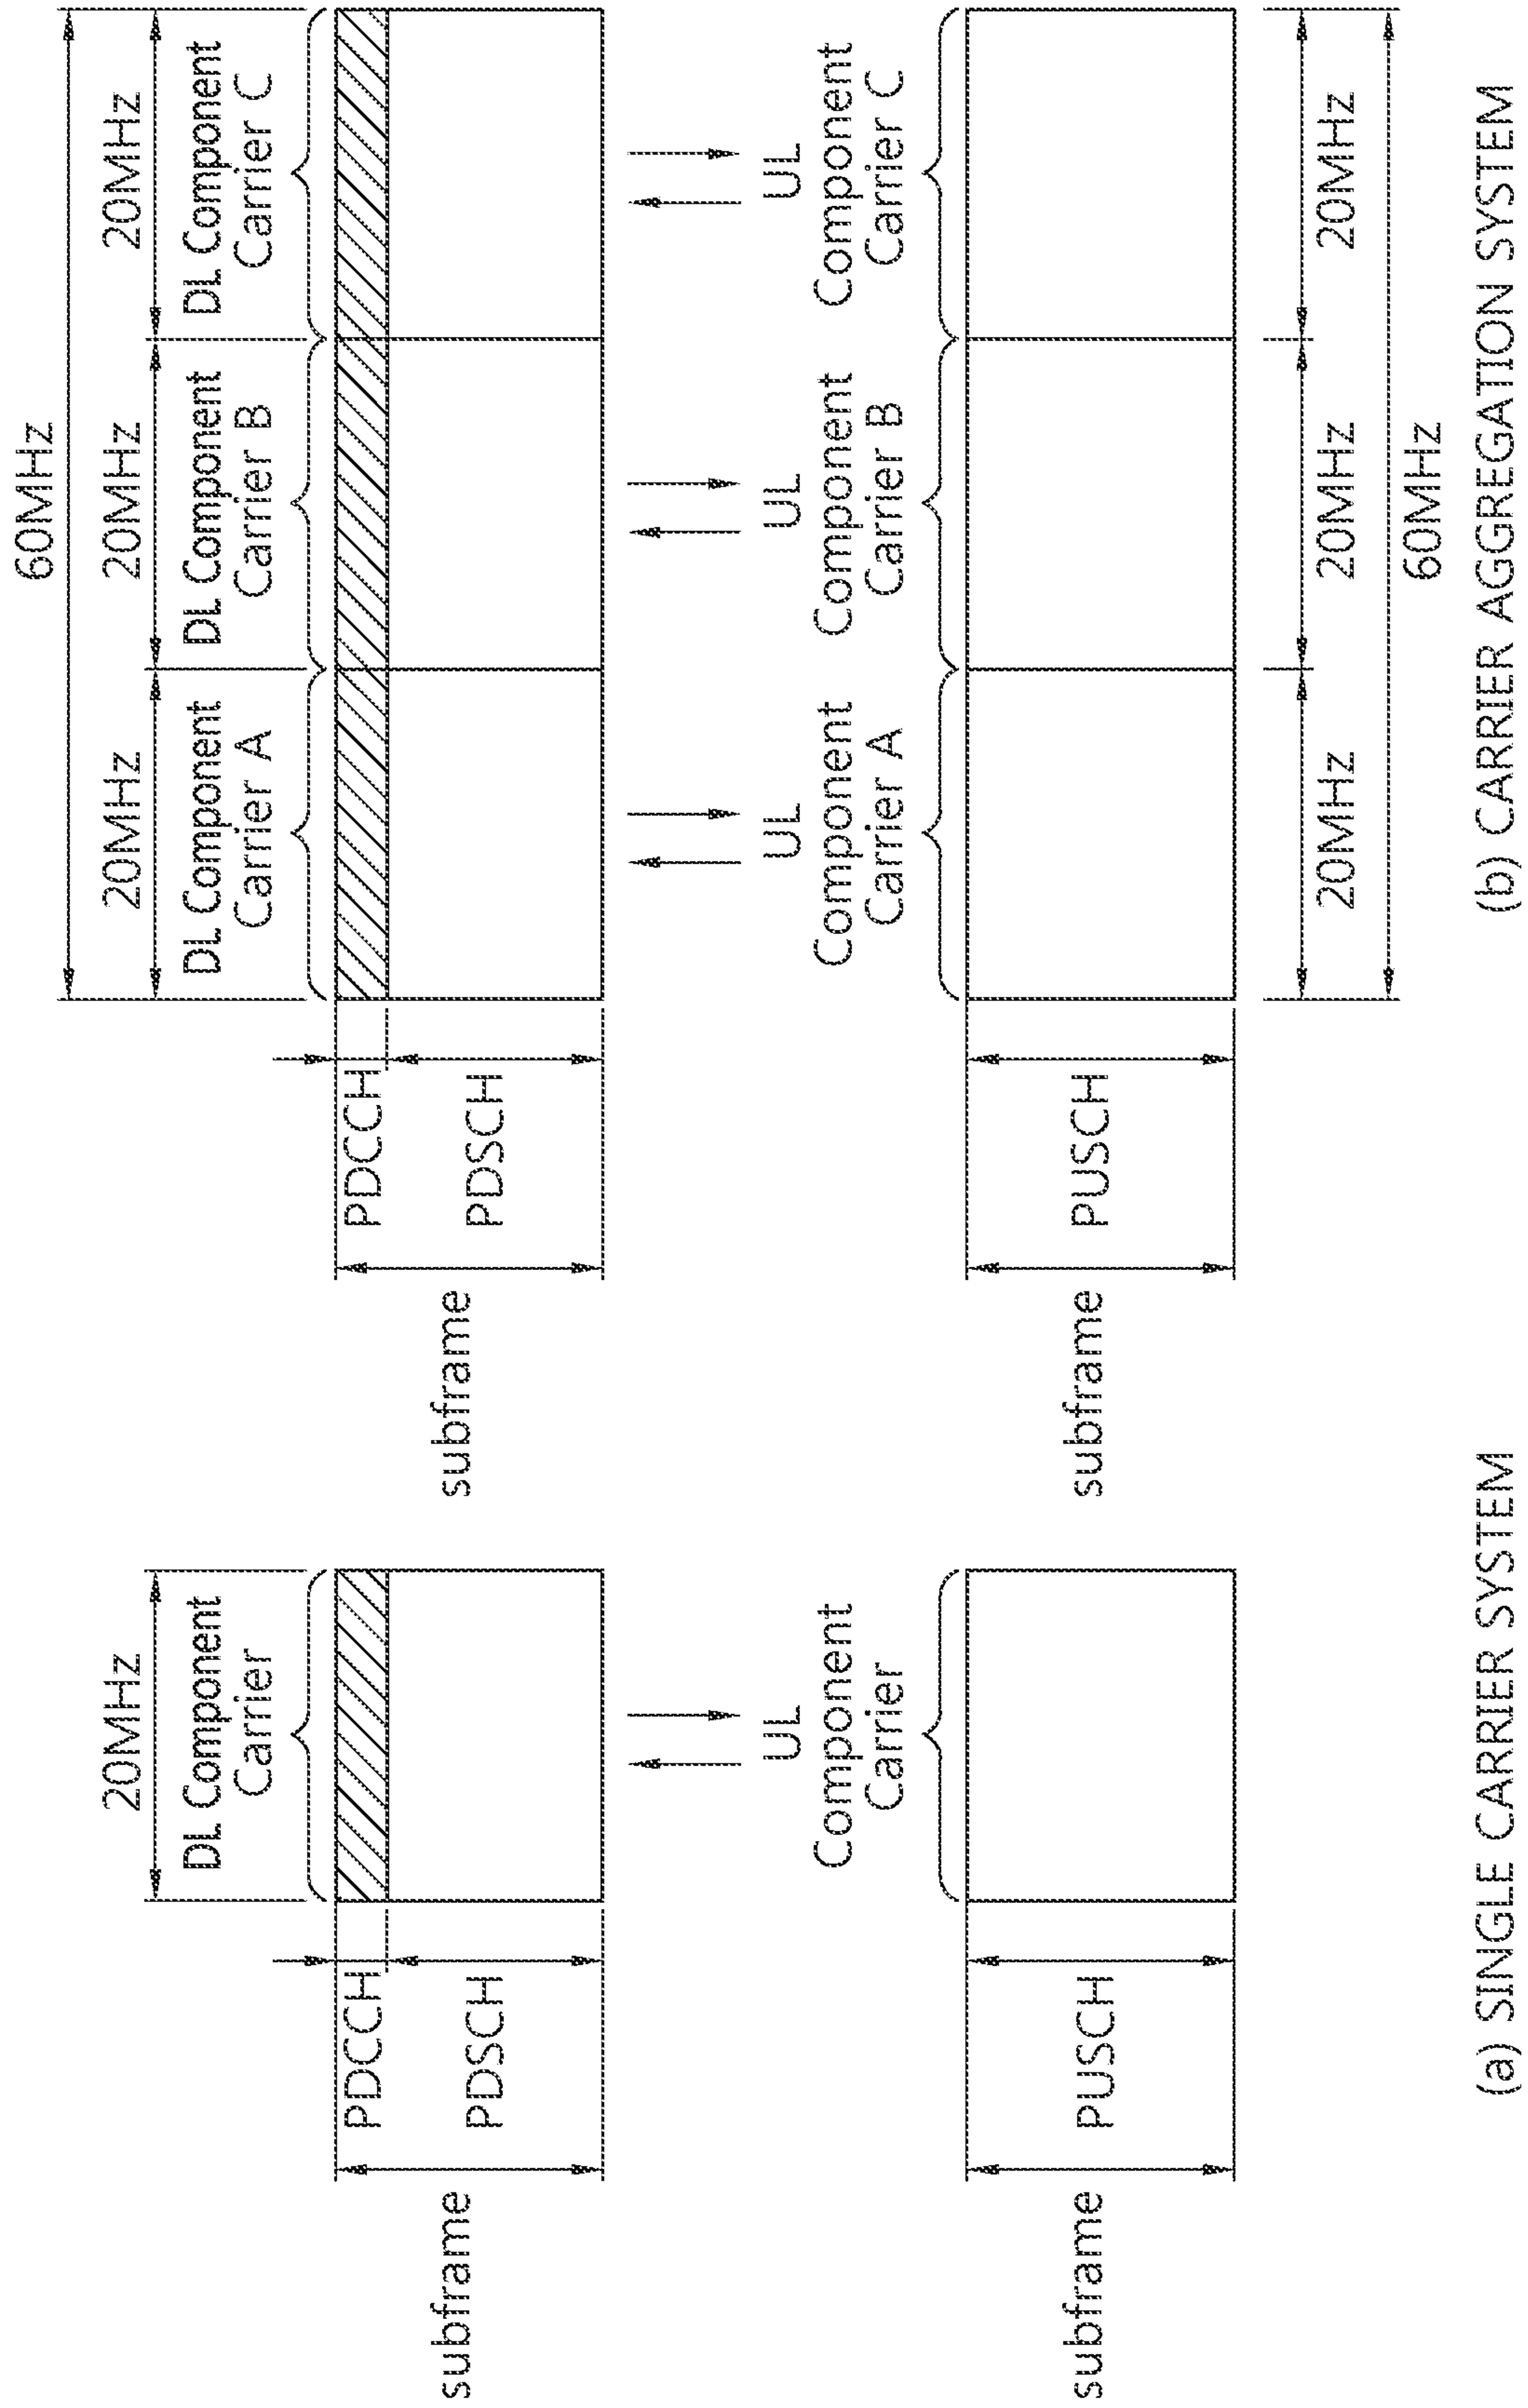 20MHz
DL Component
Carrier
PDCCH
PDSCH
subframe
UL
Component
Carrier
PUSCH
subframe
(a) SINGLE CARRIER SYSTEM
60MHz
20MHz
20MHz
20MHz
DL Component
Carrier A
DL Component
Carrier B
DL Component
Carrier C
PDCCH
PDSCH
subframe
UL
Component
Carrier A
UL
Component
Carrier B
UL
Component
Carrier C
PUSCH
subframe
20MHz
20MHz
20MHz
60MHz
(b) CARRIER AGGREGATION SYSTEM